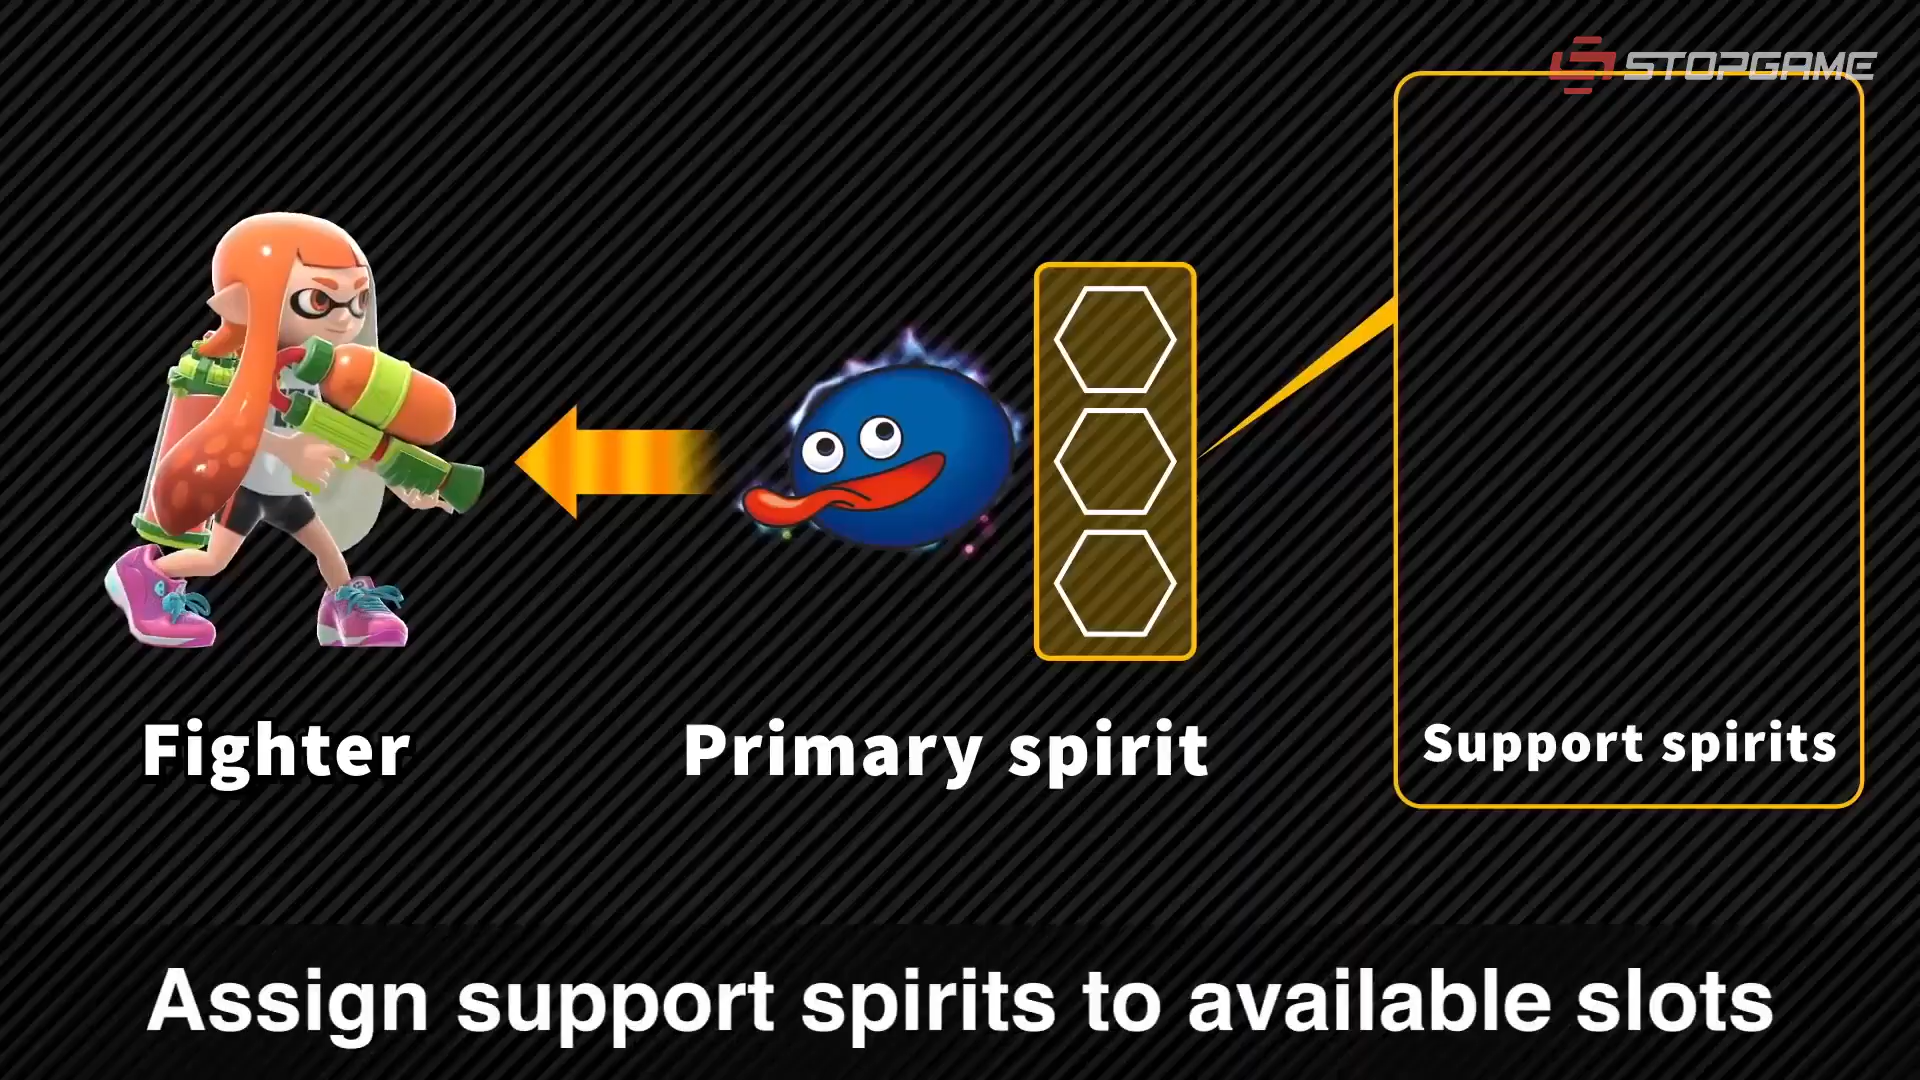 STOPGAME
Fighter
Primary spirit
Support spirits
Assign support spirits to available slots